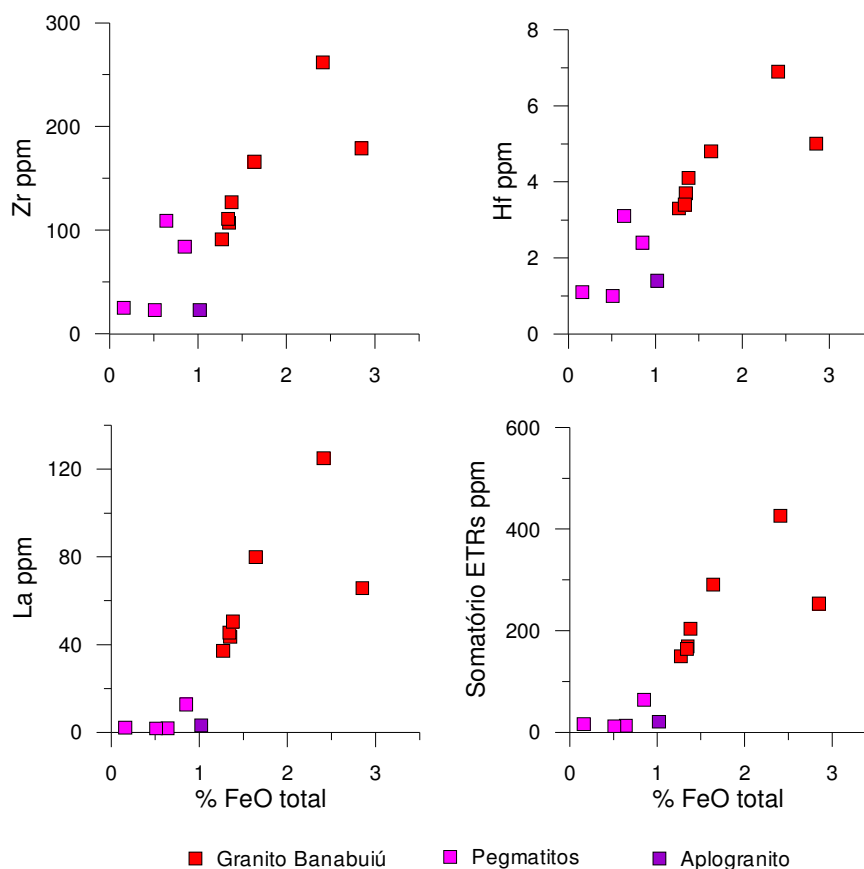 300
200
100
0
Zr ppm
0 1 2 3
8
6
4
2
0
Hf ppm
0 1 2 3
120
80
40
0
La ppm
0 1 2 3
% FeO total
600
400
200
0
Somatório ETRs ppm
0 1 2 3
% FeO total
Granito Banabuiú Pegmatitos Aplogranito